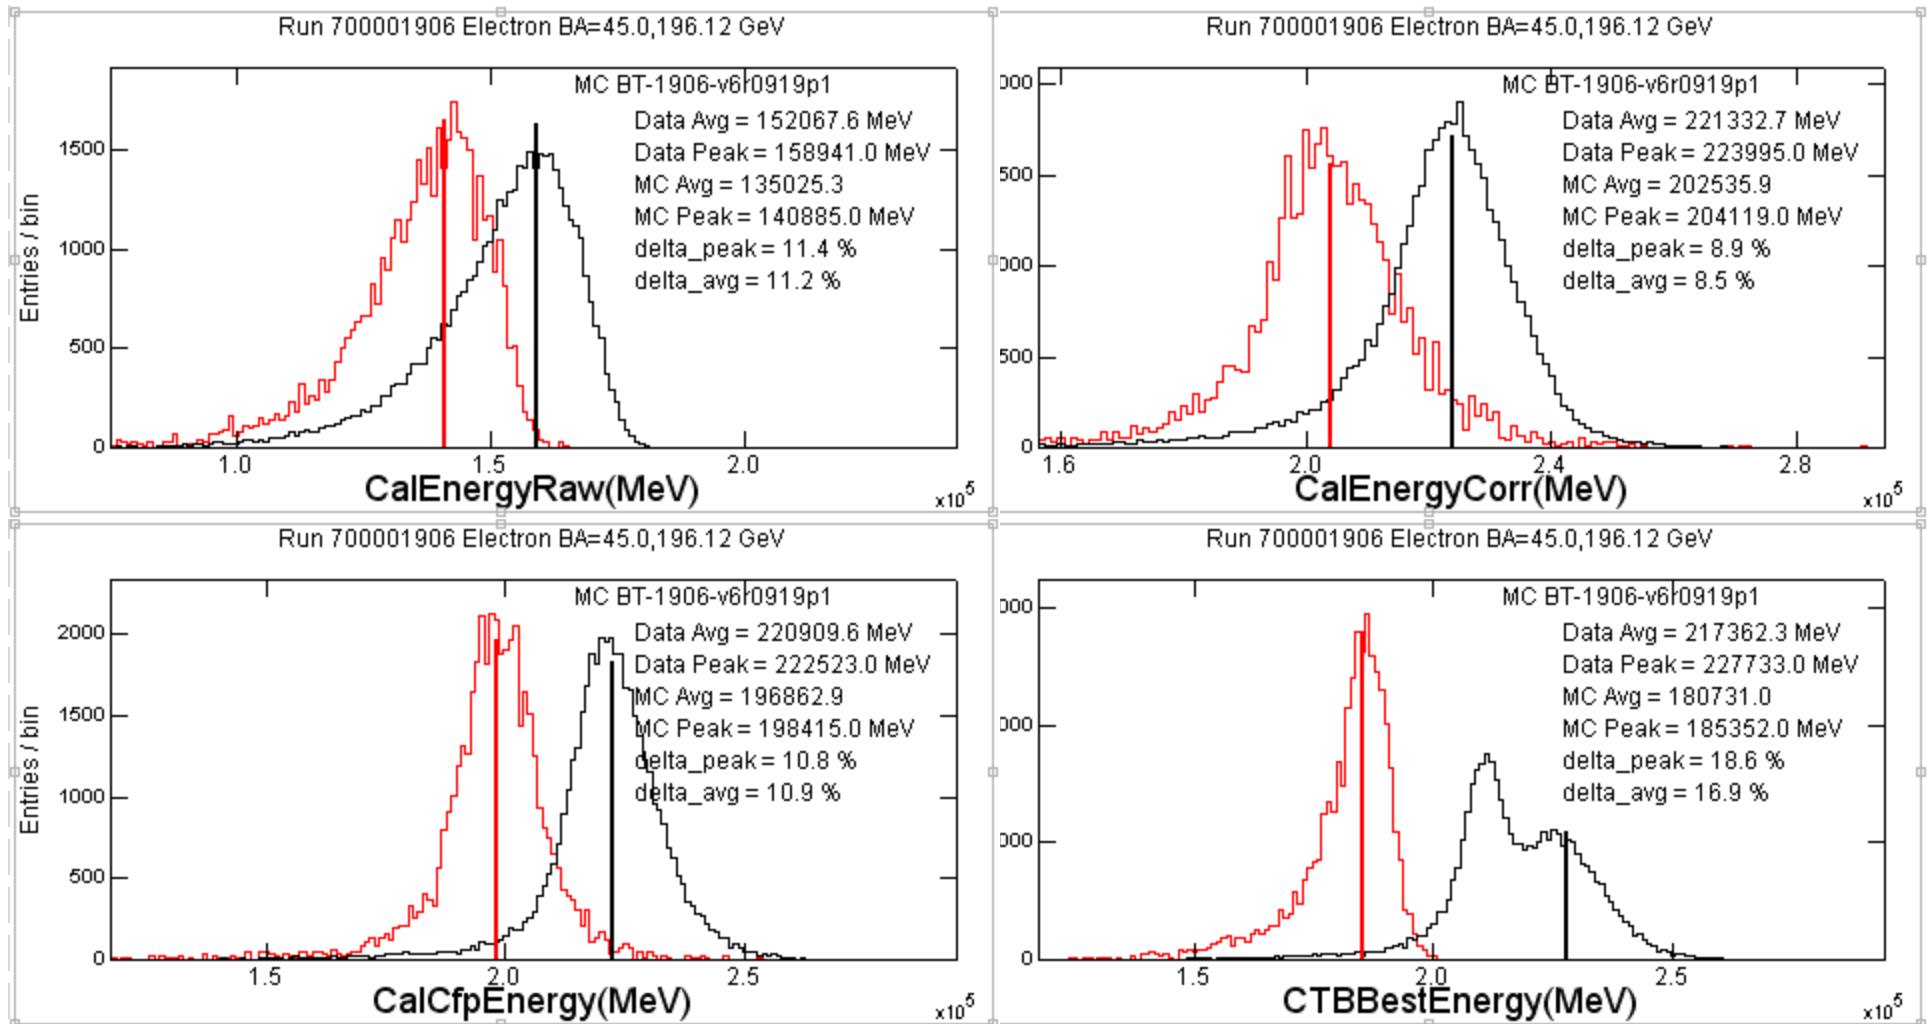 Run 700001906 Electron BA=45.0,196.12 GeV
MC BT-1906-v6r0919p1
Data Avg = 152067.6 MeV
Data Peak = 158941.0 MeV
MC Avg = 135025.3
MC Peak = 140885.0 MeV
delta_peak = 11.4 %
delta_avg = 11.2 %
Entries / bin
1500
1000
500
0
1.0 1.5 2.0
CalEnergyRaw(MeV)
x10^5
Run 700001906 Electron BA=45.0,196.12 GeV
MC BT-1906-v6r0919p1
Data Avg = 221332.7 MeV
Data Peak = 223995.0 MeV
MC Avg = 202535.9
MC Peak = 204119.0 MeV
delta_peak = 8.9 %
delta_avg = 8.5 %
000
500
000
500
0
1.6 2.0 2.4 2.8
CalEnergyCorr(MeV)
x10^5
Run 700001906 Electron BA=45.0,196.12 GeV
MC BT-1906-v6r0919p1
Data Avg = 220909.6 MeV
Data Peak = 222523.0 MeV
MC Avg = 196862.9
MC Peak = 198415.0 MeV
delta_peak = 10.8 %
delta_avg = 10.9 %
Entries / bin
2000
1500
1000
500
0
1.5 2.0 2.5
CalCfpEnergy(MeV)
x10^5
Run 700001906 Electron BA=45.0,196.12 GeV
MC BT-1906-v6r0919p1
Data Avg = 217362.3 MeV
Data Peak = 227733.0 MeV
MC Avg = 180731.0
MC Peak = 185352.0 MeV
delta_peak = 18.6 %
delta_avg = 16.9 %
000
000
000
0
1.5 2.0 2.5
CTBBestEnergy(MeV)
x10^5